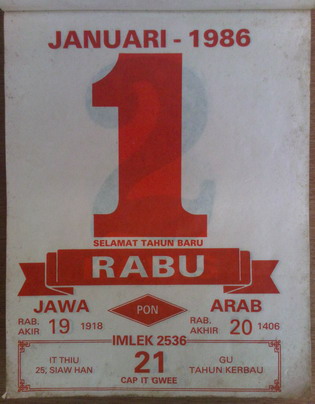 JANUARI - 1986
1
SELAMAT TAHUN BARU
RABU
JAWA PON ARAB
RAB. AKIR 19 1918
RAB. AKHIR 20 1406
IMLEK 2536
IT THIU
25, SIAW HAN
21
CAP IT GWEE
GU
TAHUN KERBAU